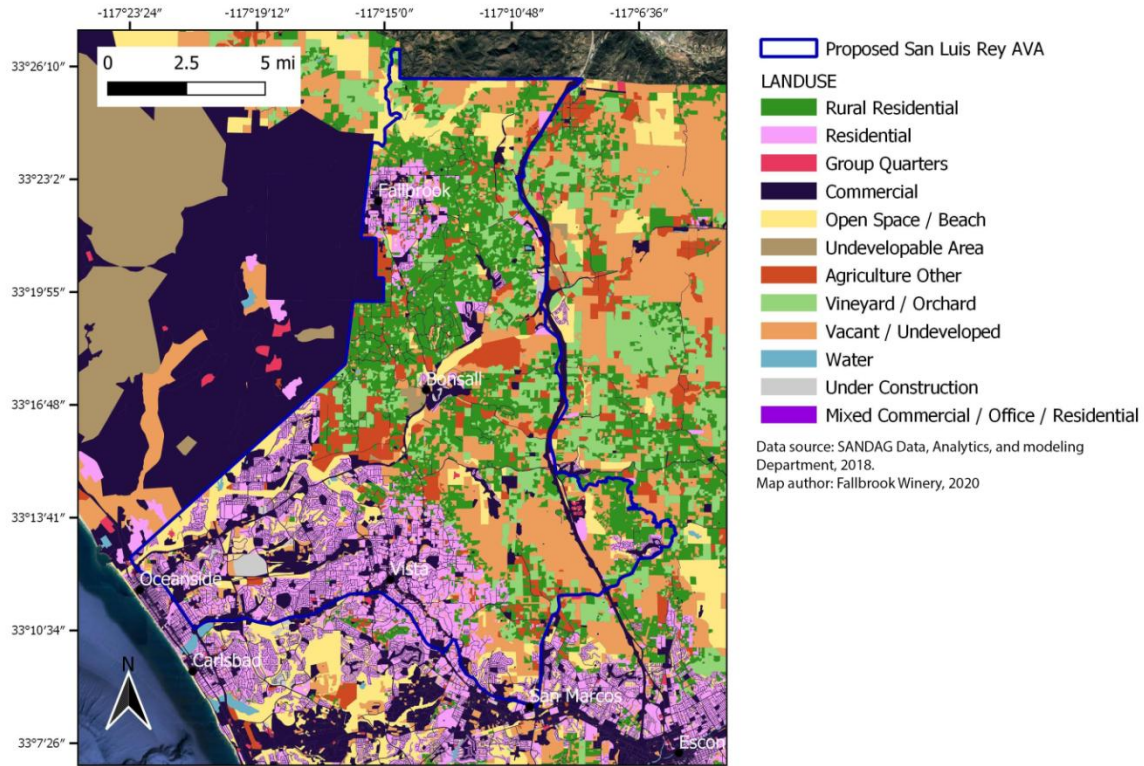 -117°23'24" -117°19'12" -117°15'0" -117°10'48" -117°6'36"
33°26'10"
33°23'2"
33°19'55"
33°16'48"
33°13'41"
33°10'34"
33°7'26"
0 2.5 5 mi
Fallbrook
Bonsall
Oceanside
Vista
Carlsbad
San Marcos
Escon
N
Proposed San Luis Rey AVA
LANDUSE
Rural Residential
Residential
Group Quarters
Commercial
Open Space / Beach
Undevelopable Area
Agriculture Other
Vineyard / Orchard
Vacant / Undeveloped
Water
Under Construction
Mixed Commercial / Office / Residential
Data source: SANDAG Data, Analytics, and modeling
Department, 2018.
Map author: Fallbrook Winery, 2020